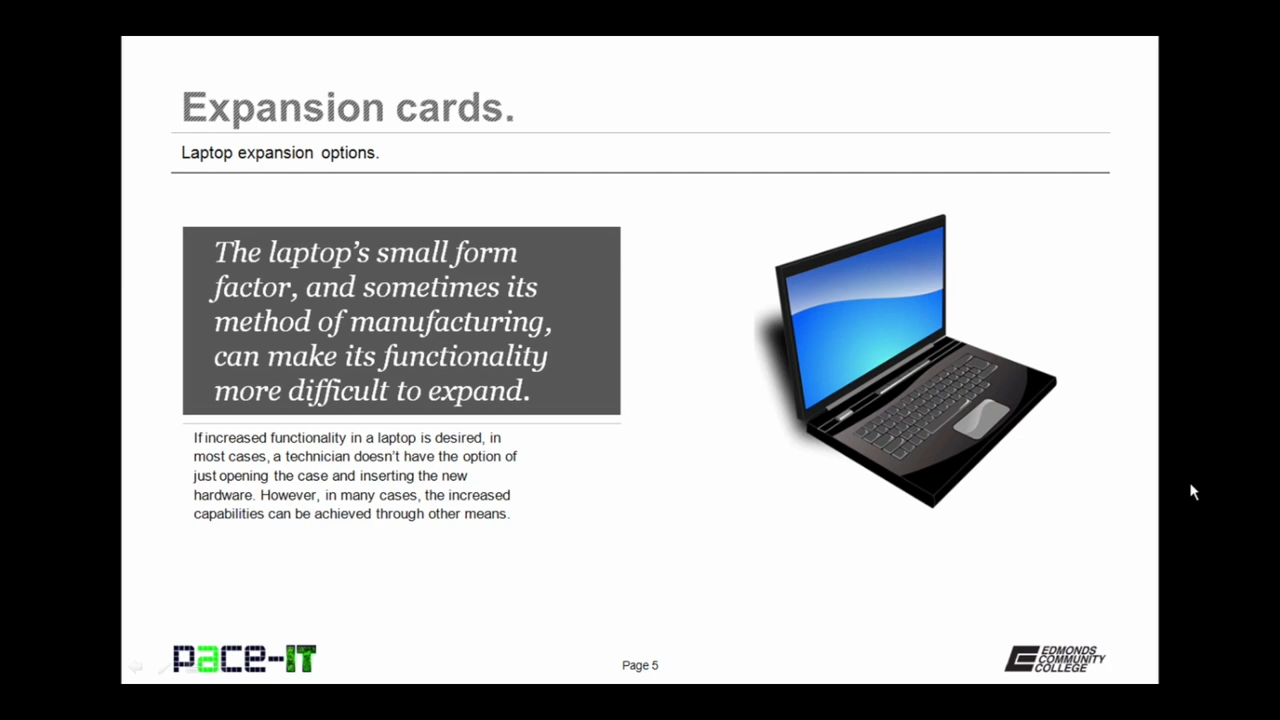 Expansion cards.
Laptop expansion options.
The laptop’s small form
factor, and sometimes its
method of manufacturing,
can make its functionality
more difficult to expand.
If increased functionality in a laptop is desired, in
most cases, a technician doesn’t have the option of
just opening the case and inserting the new
hardware. However, in many cases, the increased
capabilities can be achieved through other means.
pace-IT
Page 5
EDMONDS
COMMUNITY
COLLEGE